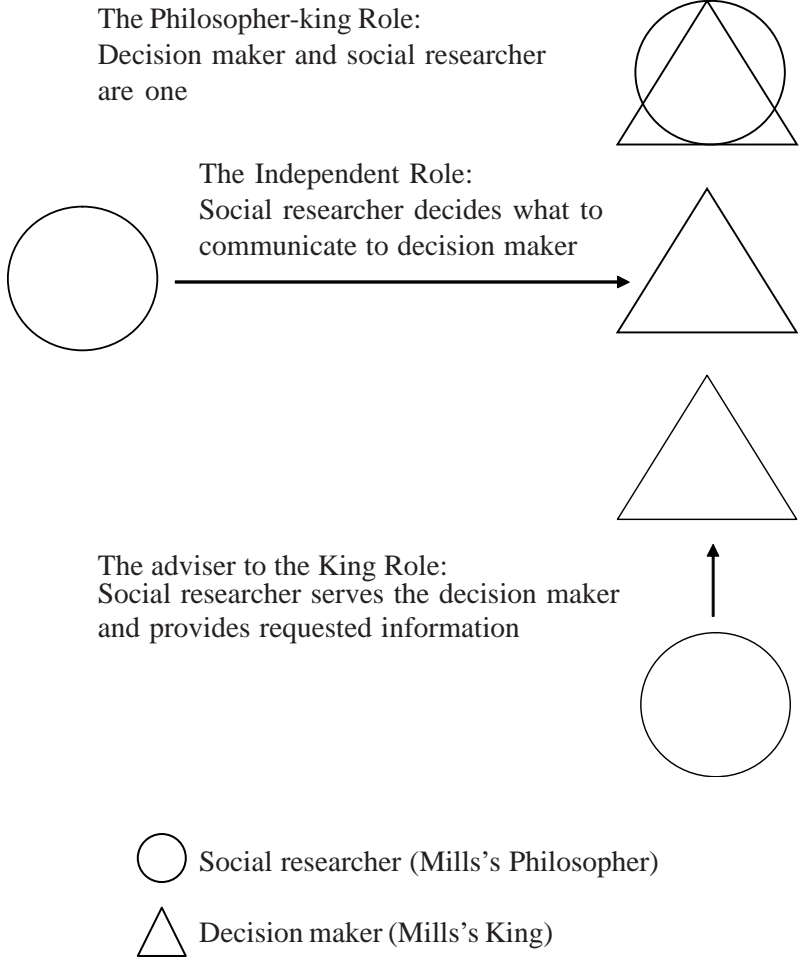 The Philosopher-king Role:
Decision maker and social researcher
are one
The Independent Role:
Social researcher decides what to
communicate to decision maker
The adviser to the King Role:
Social researcher serves the decision maker
and provides requested information
Social researcher (Mills's Philosopher)
Decision maker (Mills's King)